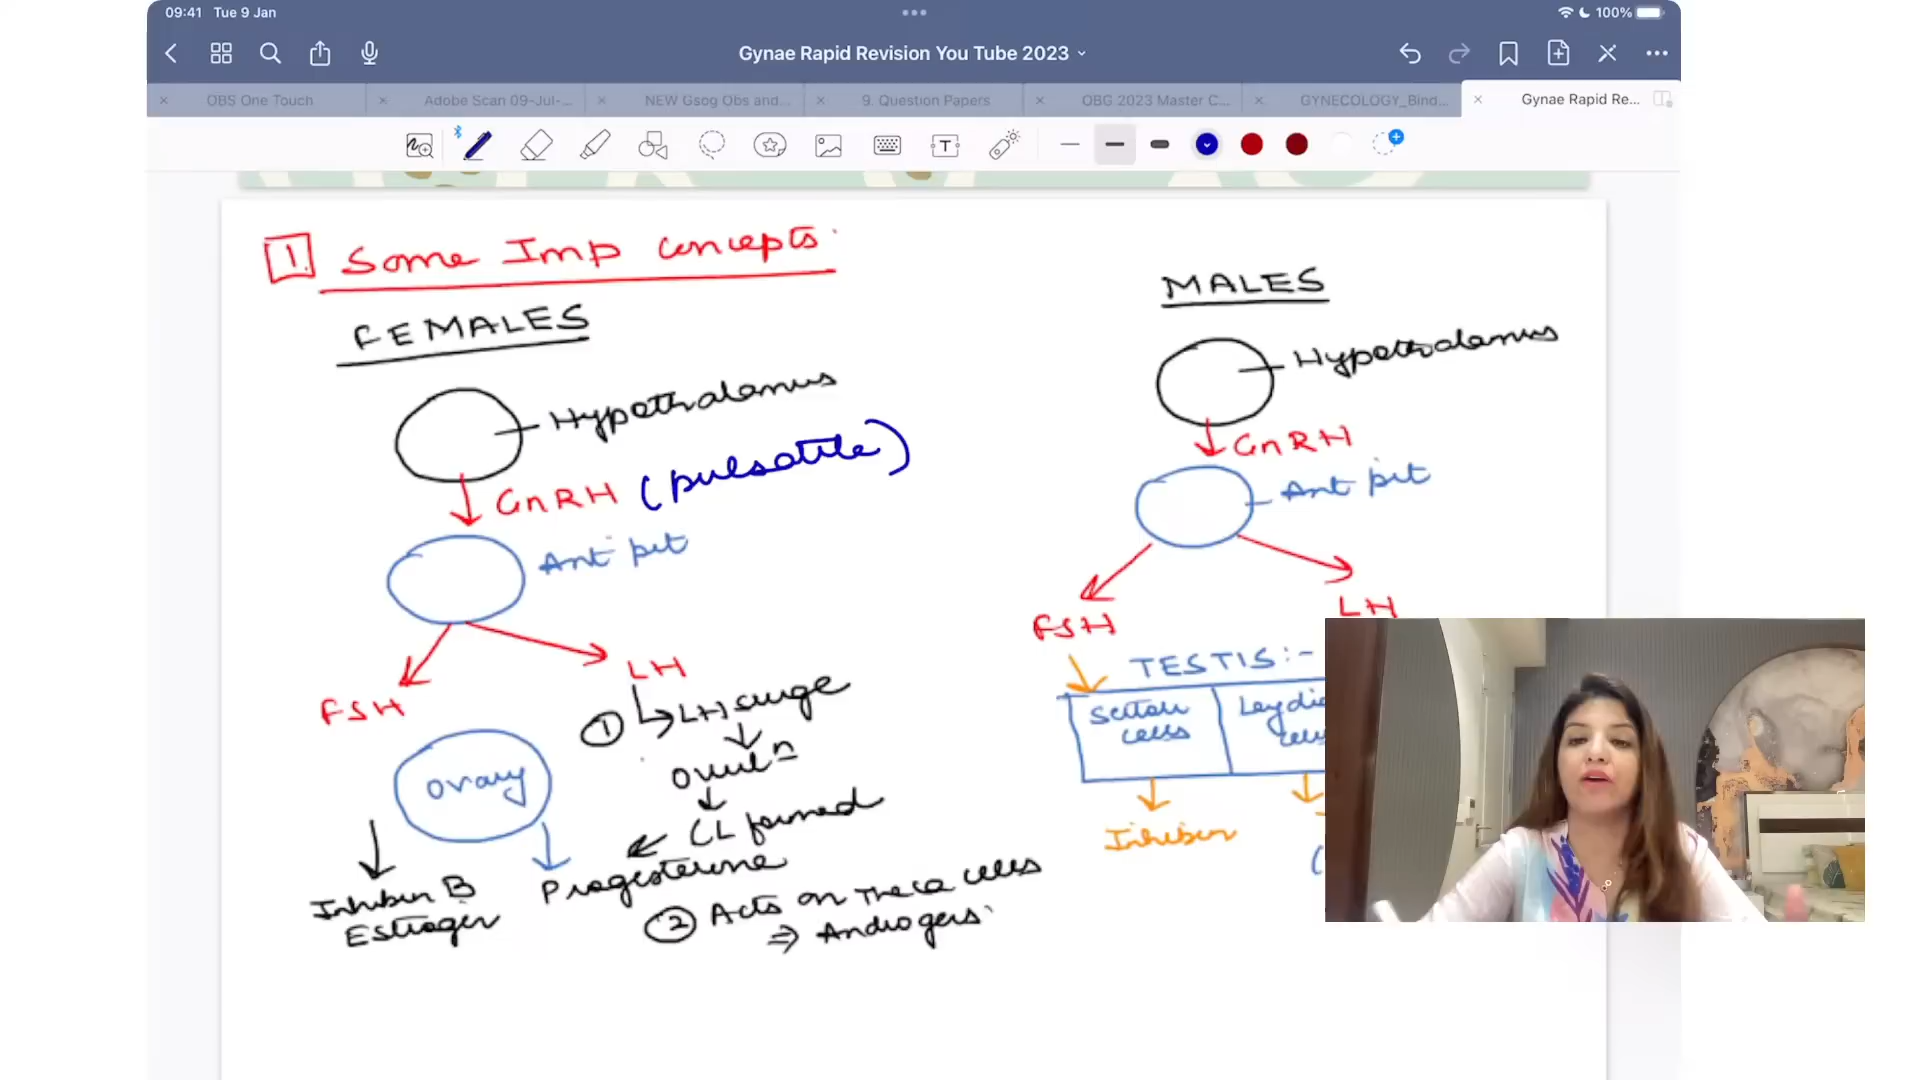 09:41 Tue 9 Jan
100%
Gynae Rapid Revision You Tube 2023
OBS One Touch
Adobe Scan 09-Jul-...
NEW Gsog Obs and...
9. Question Papers
OBG 2023 Master C...
GYNECOLOGY_Bind...
Gynae Rapid Re...
1. Some Imp concepts
FEMALES
Hypothalamus
GnRH (pulsatile)
Ant pit
FSH
LH
① LH surge
Ovul n
CL formed
Ovary
Progesterone
Inhibin B
Estrogen
② Acts on Theca cells
⇒ Androgens
MALES
Hypothalamus
GnRH
Ant pit
FSH
LH
TESTIS:-
Sertoli cells
Inhibin
(